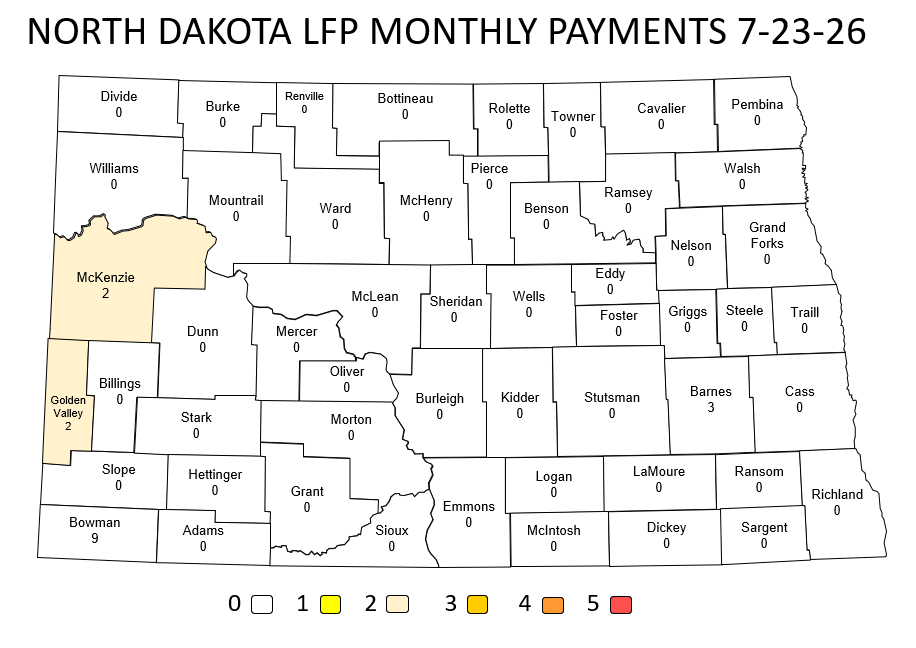 NORTH DAKOTA LFP MONTHLY PAYMENTS 7-23-26
Divide
0
Burke
0
Renville
0
Bottineau
0
Rolette
0
Towner
0
Cavalier
0
Pembina
0
Williams
0
Mountrail
0
Ward
0
McHenry
0
Pierce
0
Benson
0
Ramsey
0
Walsh
0
Nelson
0
Grand
Forks
0
McKenzie
2
McLean
0
Sheridan
0
Wells
0
Eddy
0
Foster
0
Griggs
0
Steele
0
Traill
0
Dunn
0
Mercer
0
Oliver
0
Golden
Valley
2
Billings
0
Stark
0
Morton
0
Burleigh
0
Kidder
0
Stutsman
0
Barnes
3
Cass
0
Slope
0
Hettinger
0
Grant
0
Sioux
0
Emmons
0
Logan
0
LaMoure
0
Ransom
0
Richland
0
Bowman
9
Adams
0
McIntosh
0
Dickey
0
Sargent
0
0 1 2 3 4 5